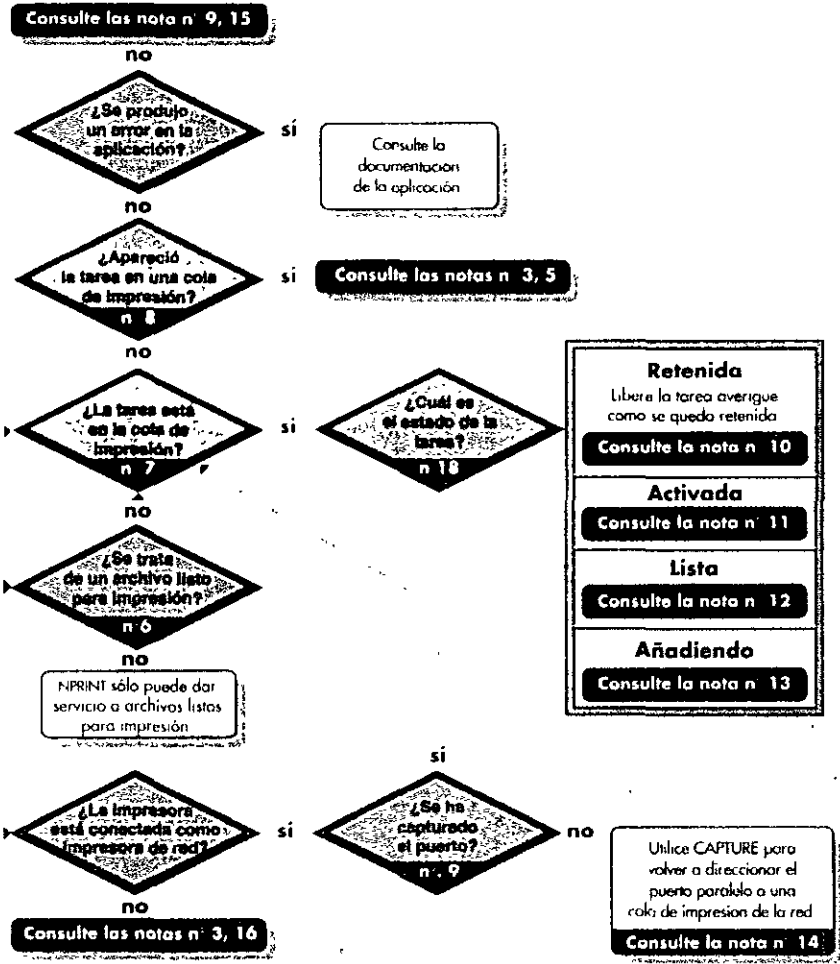 Consulte las nota n 9, 15
no
¿Se produjo
un error en la
aplicación?
sí
Consulte la
documentacion
de la aplicación
no
¿Apareció
la tarea en una cola
de impresión?
n 8
si
Consulte las notas n 3, 5
no
¿La tarea está
en la cola de
impresión?
n 7
si
¿Cuál es
el estado de la
tarea?
n 18
Retenida
Libere la tarea averigue
como se quedo retenida
Consulte la nota n 10
Activada
Consulte la nota n 11
Lista
Consulte la nota n 12
Añadiendo
Consulte la nota n 13
no
¿Se trata
de un archivo listo
para impresión?
n 6
no
NPRINT sólo puede dar
servicio a archivos listos
para impresión
¿La impresora
está conectada como
impresora de red?
sí
sí
¿Se ha
capturado
el puerto?
n . 9
no
Utilice CAPTURE para
volver a direccionar el
puerto paralelo a una
cola de impresion de la red
Consulte la nota n 14
no
Consulte las notas n 3, 16